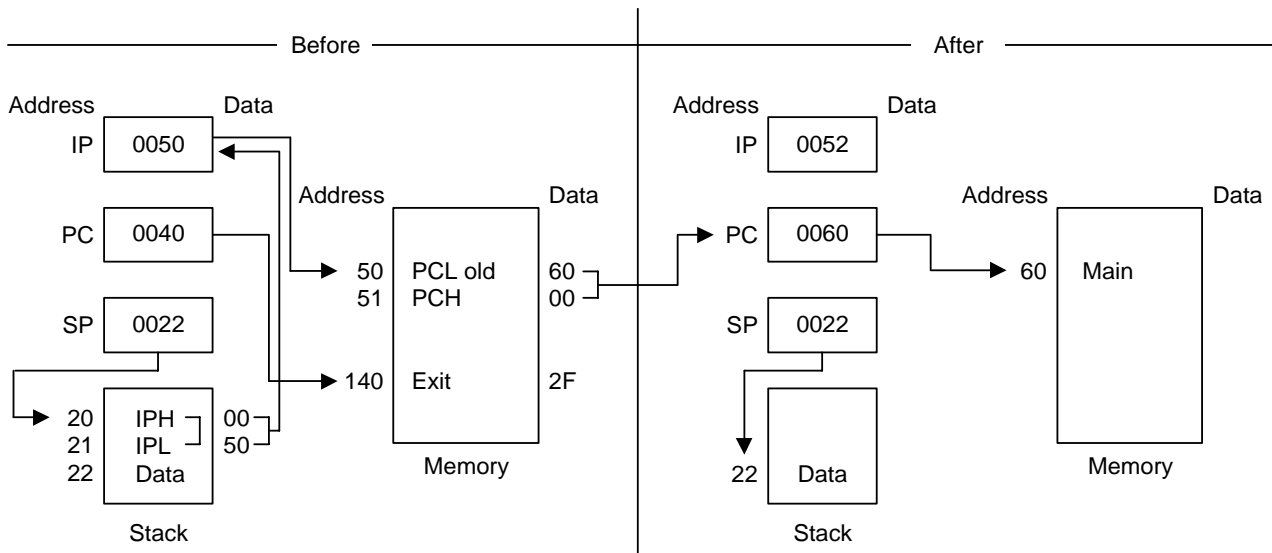 Before
After
Address Data
IP 0050
PC 0040
SP 0022
20 IPH 00
21 IPL 50
22 Data
Stack
Address Data
50 PCL old 60
51 PCH 00
140 Exit 2F
Memory
Address Data
IP 0052
PC 0060
SP 0022
22 Data
Stack
Address Data
60 Main
Memory